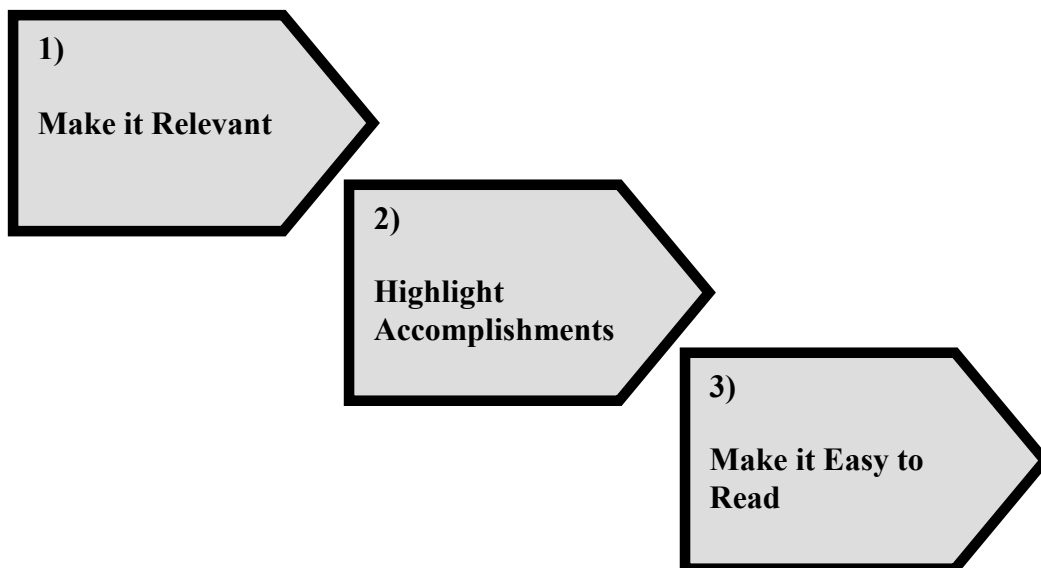 1)
Make it Relevant
2)
Highlight
Accomplishments
3)
Make it Easy to
Read